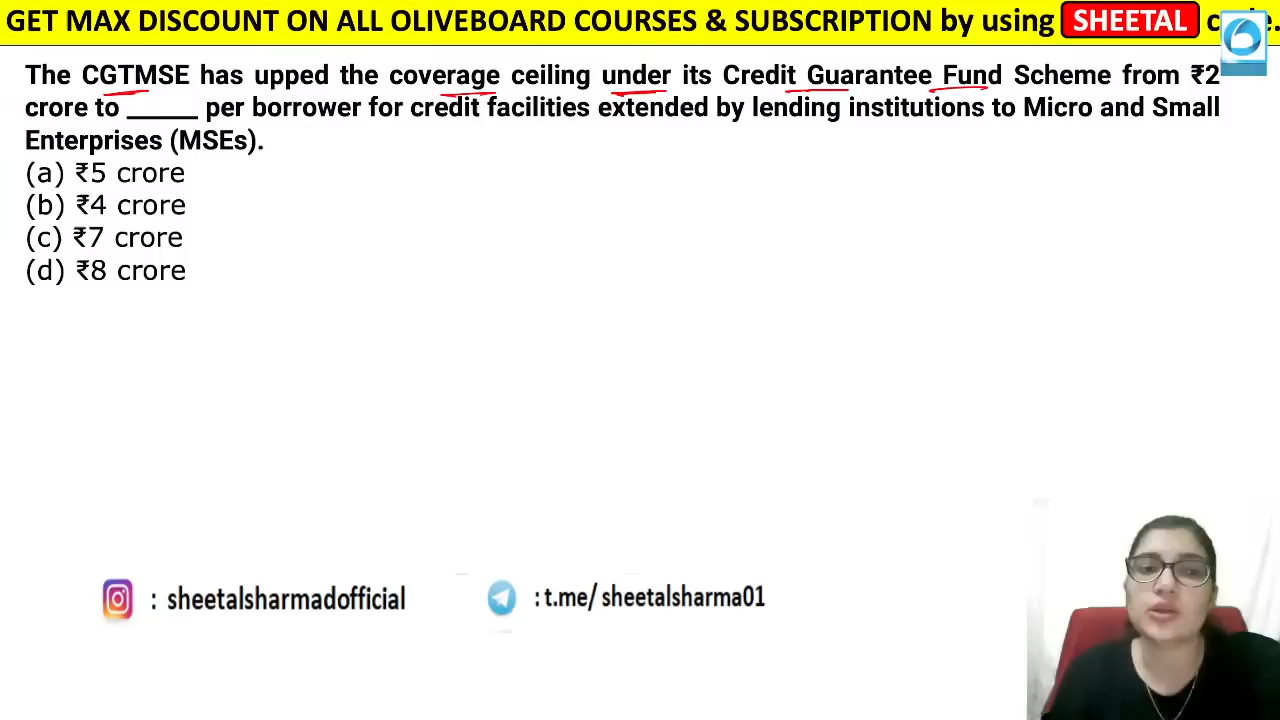 GET MAX DISCOUNT ON ALL OLIVEBOARD COURSES & SUBSCRIPTION by using SHEETAL
The CGTMSE has upped the coverage ceiling under its Credit Guarantee Fund Scheme from ₹2
crore to _____ per borrower for credit facilities extended by lending institutions to Micro and Small
Enterprises (MSEs).
(a) ₹5 crore
(b) ₹4 crore
(c) ₹7 crore
(d) ₹8 crore
: sheetalsharmadofficial
: t.me/ sheetalsharma01